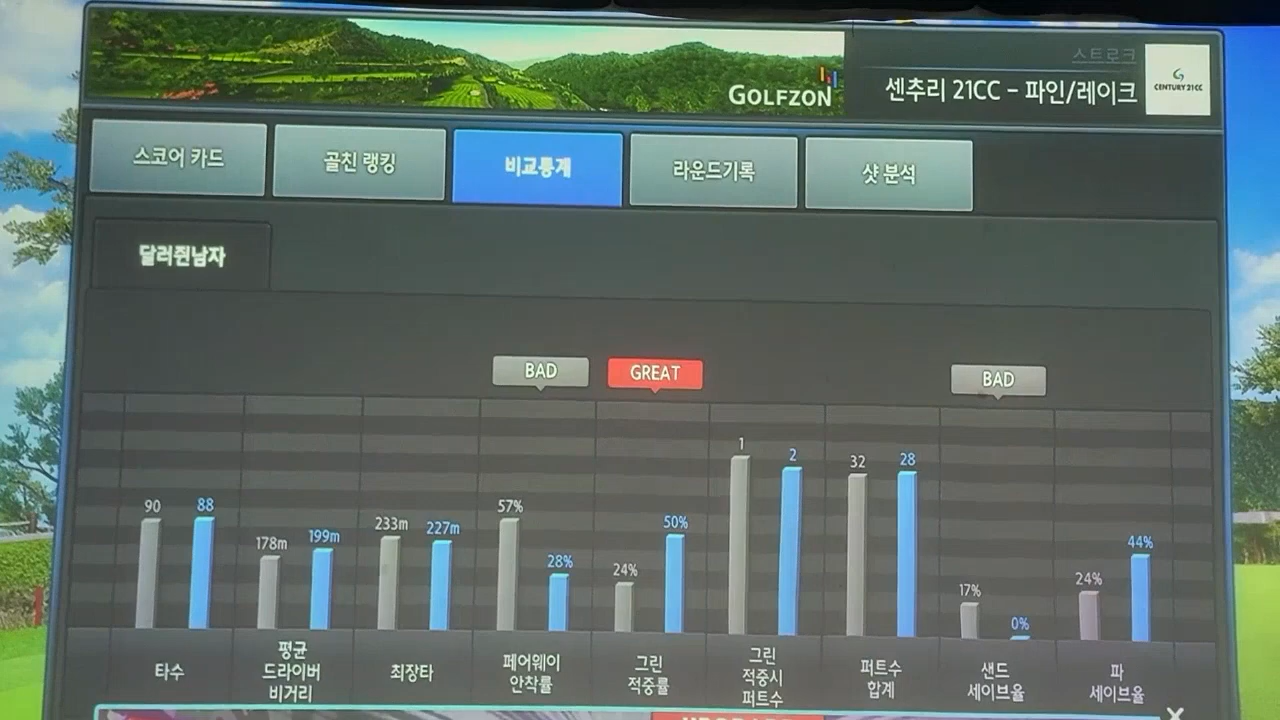 스트로크
GOLFZON
센추리 21CC - 파인/레이크
CENTURY 21CC
스코어 카드
골친 랭킹
비교통계
라운드기록
샷 분석
달러쥔남자
BAD
GREAT
BAD
90
88
178m
199m
233m
227m
57%
28%
24%
50%
1
2
32
28
17%
0%
24%
44%
타수
평균
드라이버
비거리
최장타
페어웨이
안착률
그린
적중률
그린
적중시
퍼트수
퍼트수
합계
샌드
세이브율
파
세이브율
X